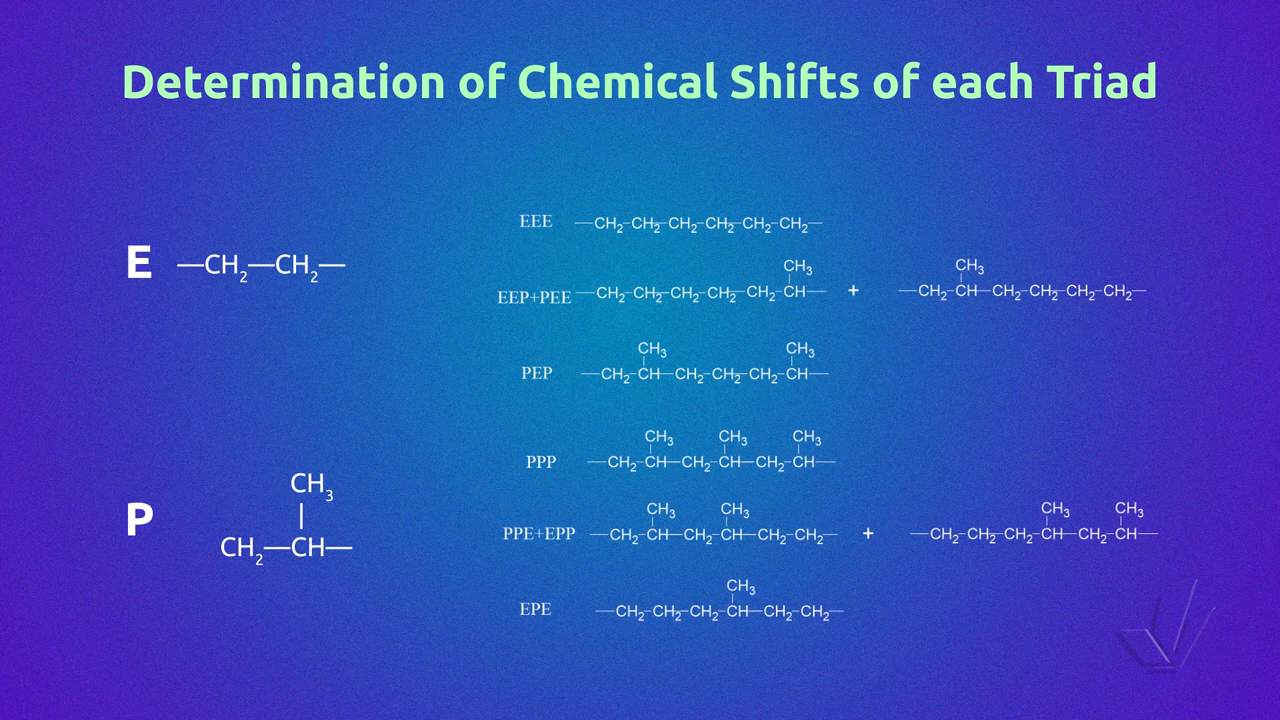 Determination of Chemical Shifts of each Triad
E —CH2—CH2—
EEE —CH2-CH2-CH2-CH2-CH2-CH2—
CH3 CH3
EEP+PEE —CH2-CH2-CH2-CH2-CH2-CH— + —CH2-CH—CH2-CH2-CH2-CH2—
CH3 CH3
PEP —CH2-CH—CH2-CH2-CH2-CH—
CH3 CH3 CH3
PPP —CH2-CH—CH2-CH—CH2-CH—
P
CH3
CH2—CH—
CH3 CH3 CH3 CH3
PPE+EPP —CH2-CH—CH2-CH—CH2-CH2— + —CH2-CH2-CH2-CH—CH2-CH—
CH3
EPE —CH2-CH2-CH2-CH—CH2-CH2—